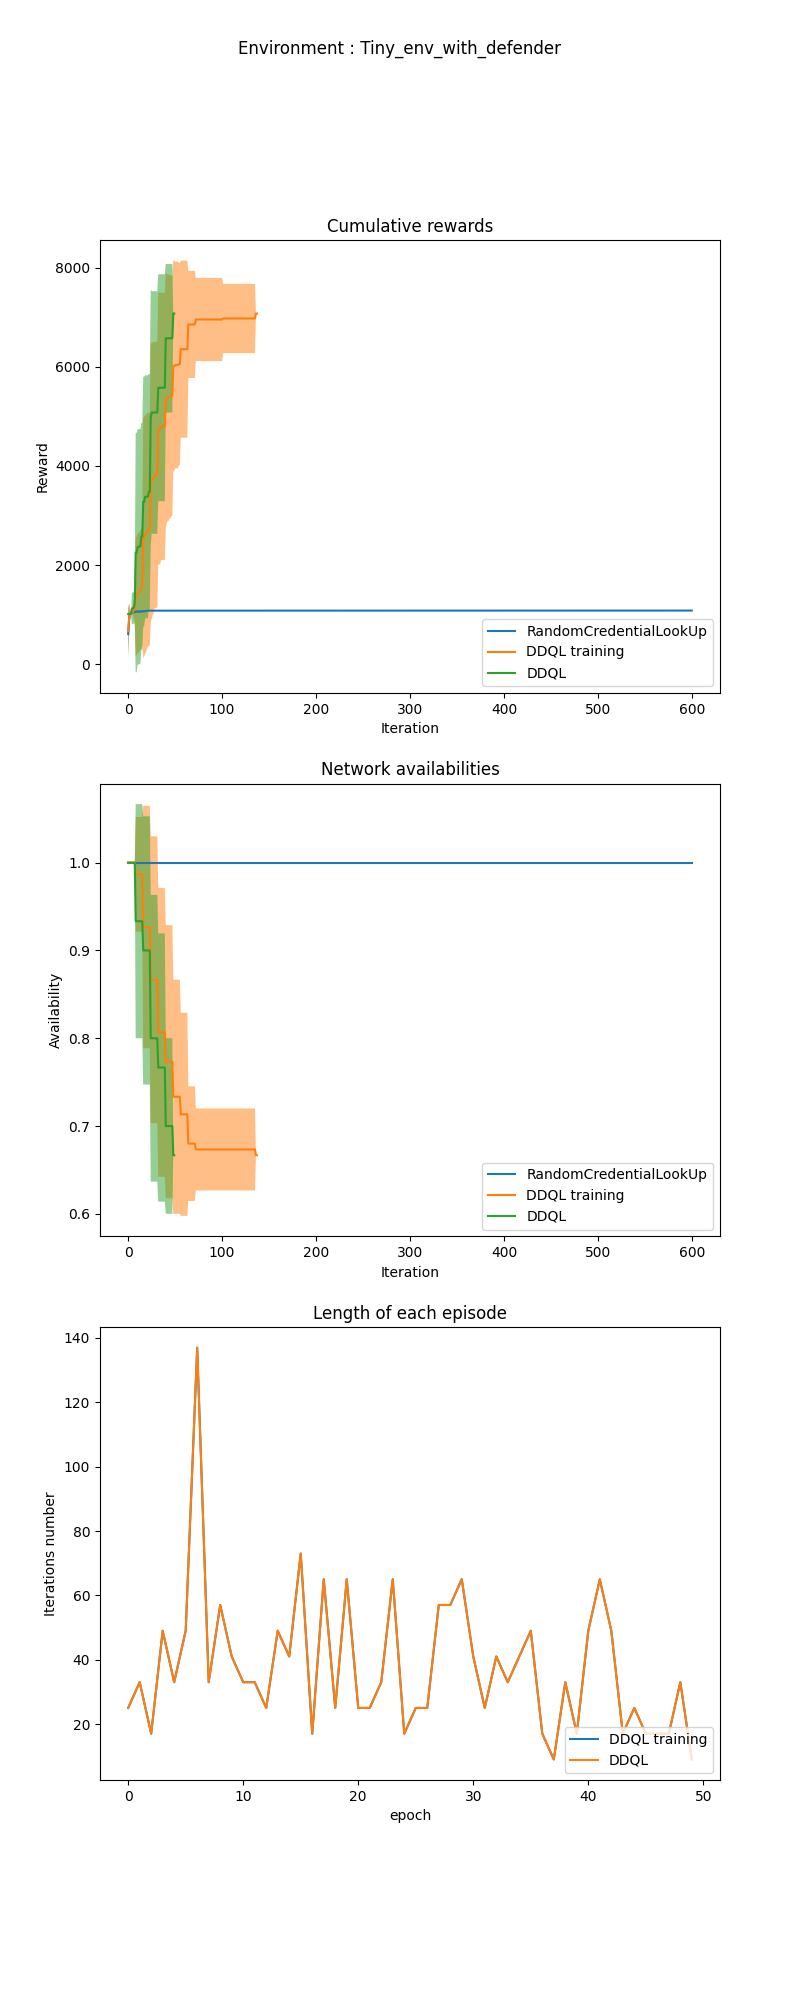 Environment : Tiny_env_with_defender
Cumulative rewards
8000
6000
4000
2000
0
Reward
RandomCredentialLookUp
DDQL training
DDQL
0 100 200 300 400 500 600
Iteration
Network availabilities
1.0
0.9
0.8
0.7
0.6
Availability
RandomCredentialLookUp
DDQL training
DDQL
0 100 200 300 400 500 600
Iteration
Length of each episode
140
120
100
80
60
40
20
Iterations number
DDQL training
DDQL
0 10 20 30 40 50
epoch